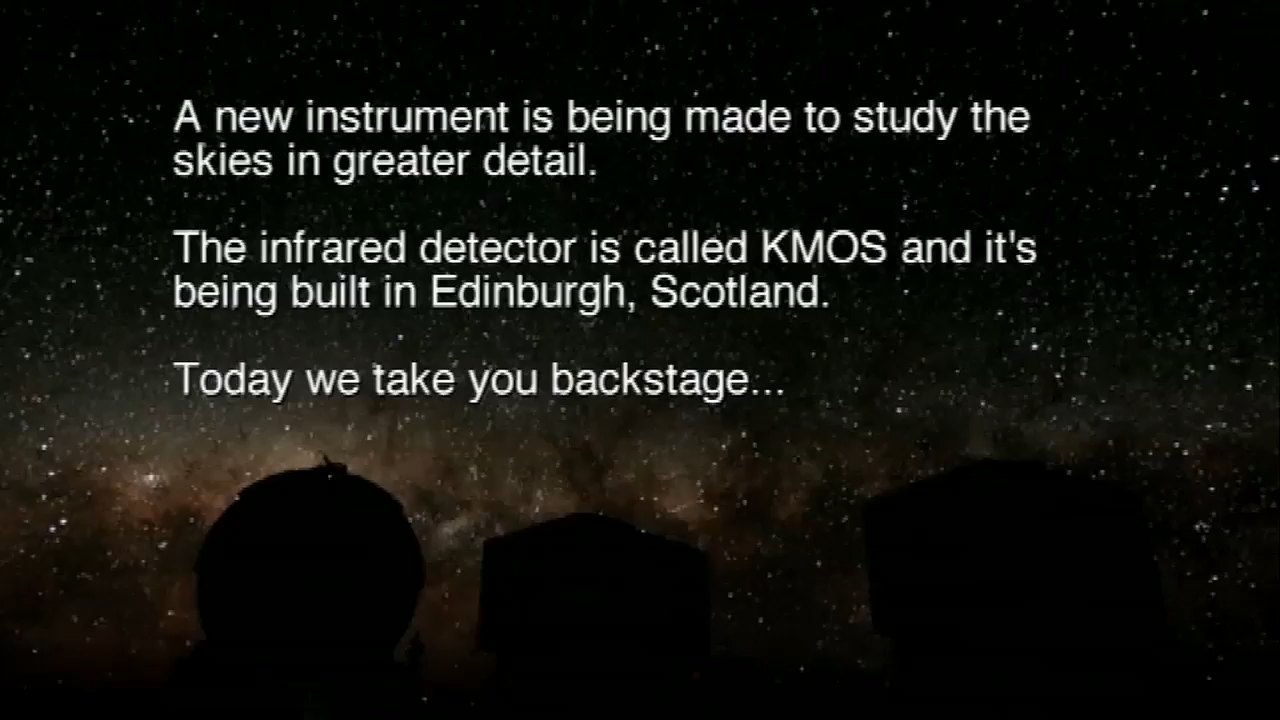 A new instrument is being made to study the
skies in greater detail.
The infrared detector is called KMOS and it's
being built in Edinburgh, Scotland.
Today we take you backstage...